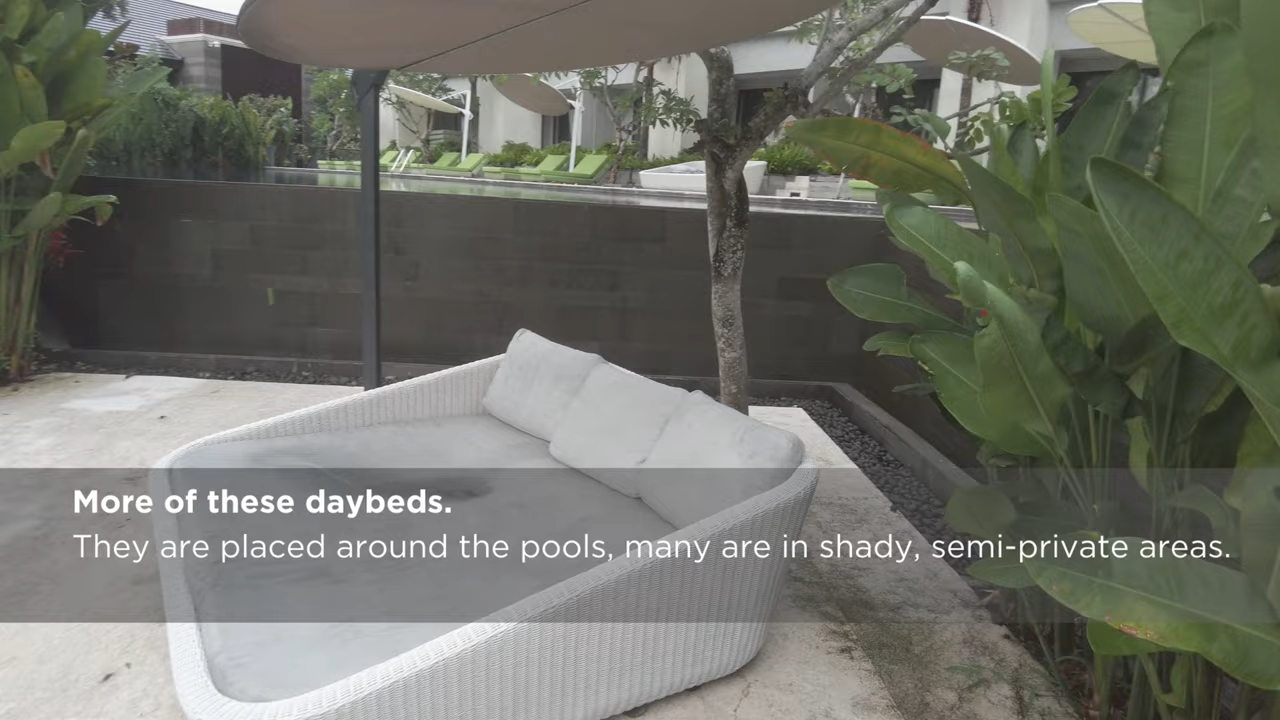 More of these daybeds.
They are placed around the pools, many are in shady, semi-private areas.